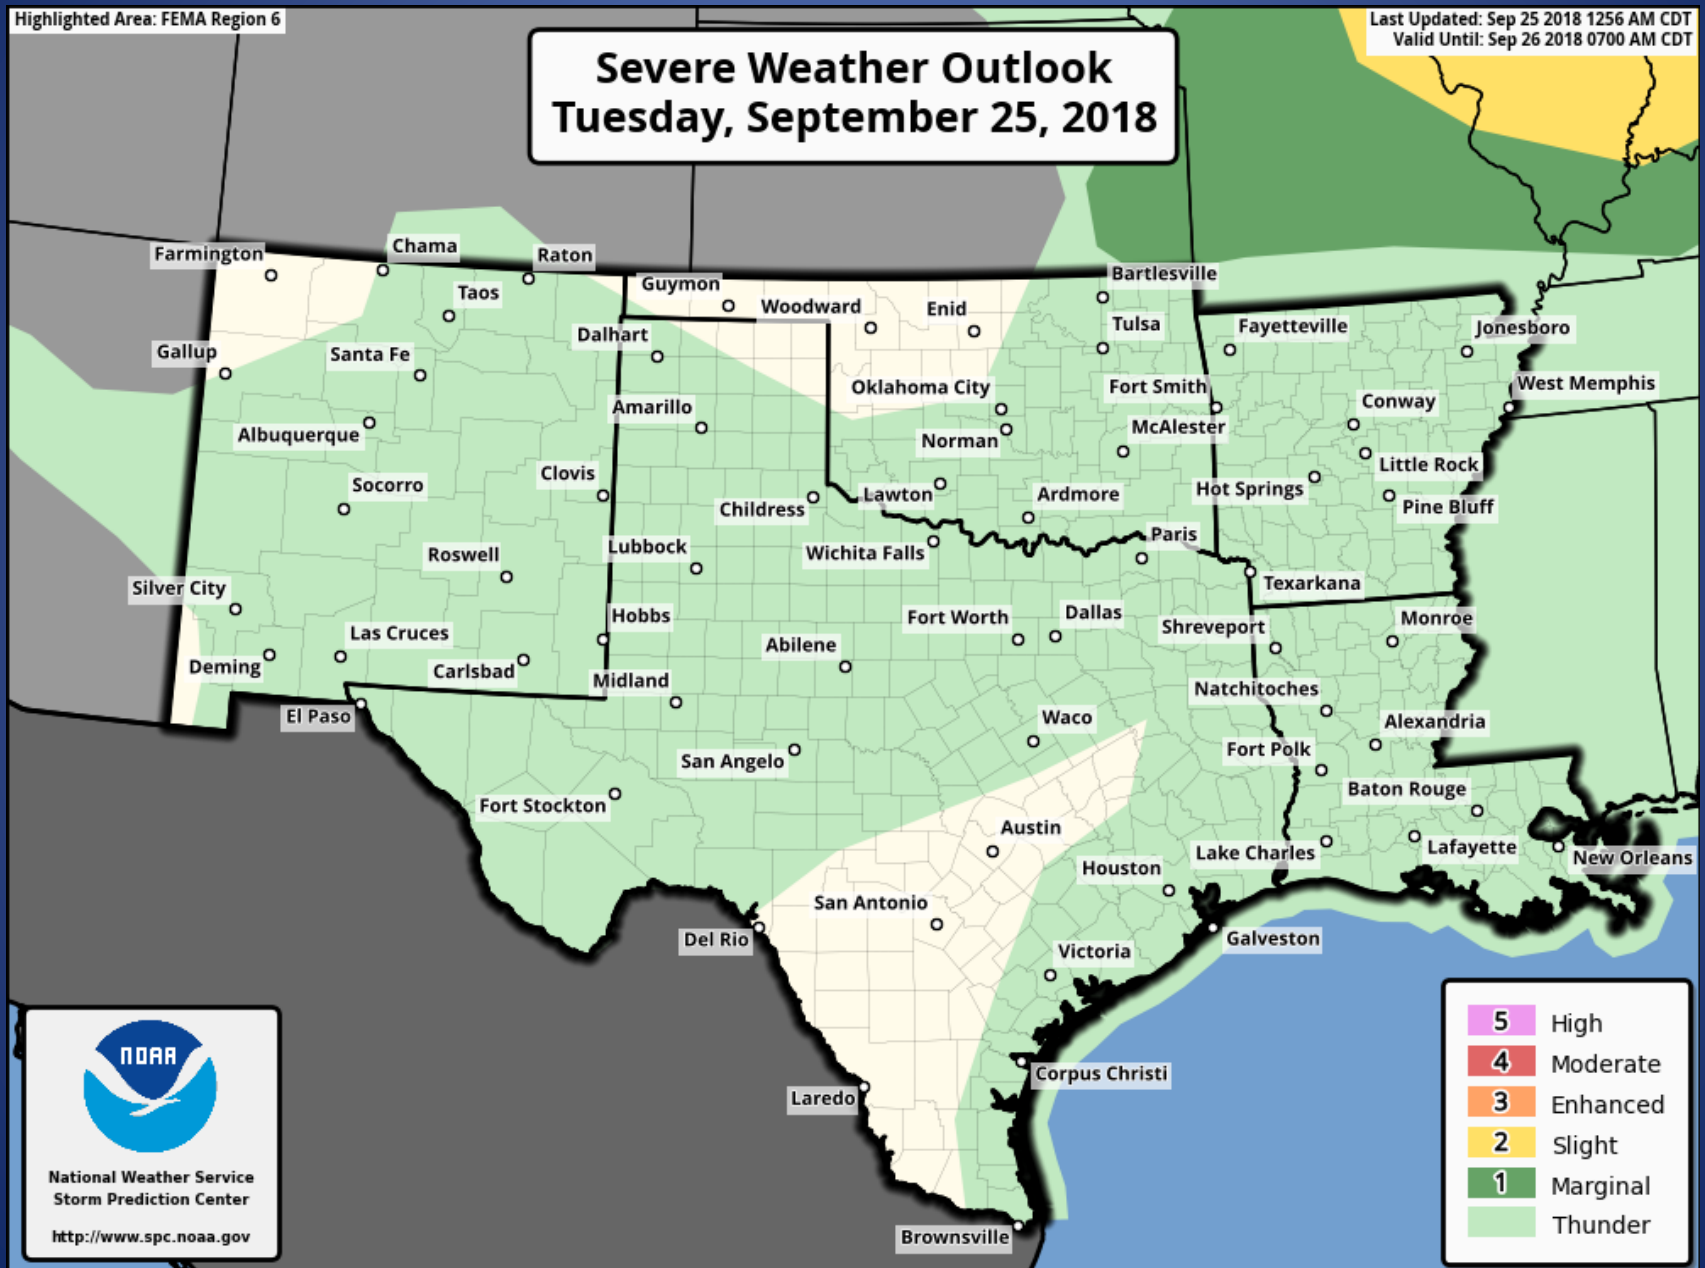 Highlighted Area: FEMA Region 6
Last Updated: Sep 25 2018 1256 AM CDT
Valid Until: Sep 26 2018 0700 AM CDT
Severe Weather Outlook
Tuesday, September 25, 2018
Farmington
Chama
Raton
Taos
Guymon
Woodward
Enid
Bartlesville
Tulsa
Fayetteville
Jonesboro
Gallup
Santa Fe
Dalhart
Oklahoma City
Fort Smith
West Memphis
Conway
Albuquerque
Amarillo
Norman
McAlester
Little Rock
Socorro
Clovis
Childress
Lawton
Ardmore
Hot Springs
Pine Bluff
Roswell
Lubbock
Wichita Falls
Paris
Silver City
Texarkana
Hobbs
Fort Worth
Dallas
Shreveport
Monroe
Las Cruces
Abilene
Deming
Carlsbad
Midland
Natchitoches
El Paso
Waco
Alexandria
San Angelo
Fort Polk
Fort Stockton
Baton Rouge
Austin
Lake Charles
Lafayette
New Orleans
Houston
San Antonio
Del Rio
Galveston
Victoria
Corpus Christi
Laredo
Brownsville
NOAA
National Weather Service
Storm Prediction Center
http://www.spc.noaa.gov
5 High
4 Moderate
3 Enhanced
2 Slight
1 Marginal
Thunder